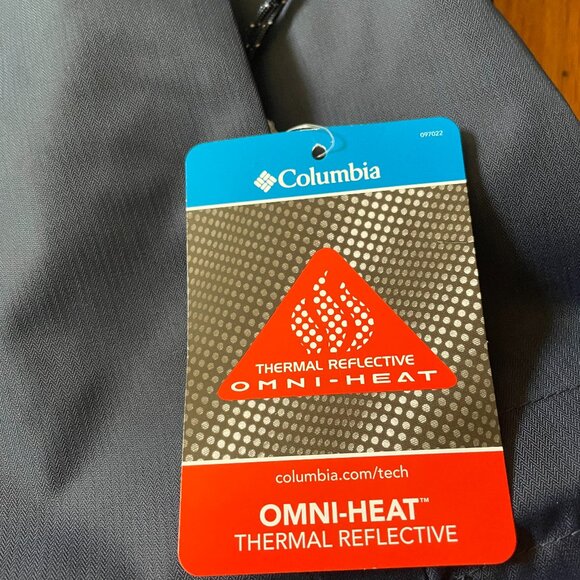 097022
Columbia
THERMAL REFLECTIVE
OMNI-HEAT
columbia.com/tech
OMNI-HEAT™
THERMAL REFLECTIVE